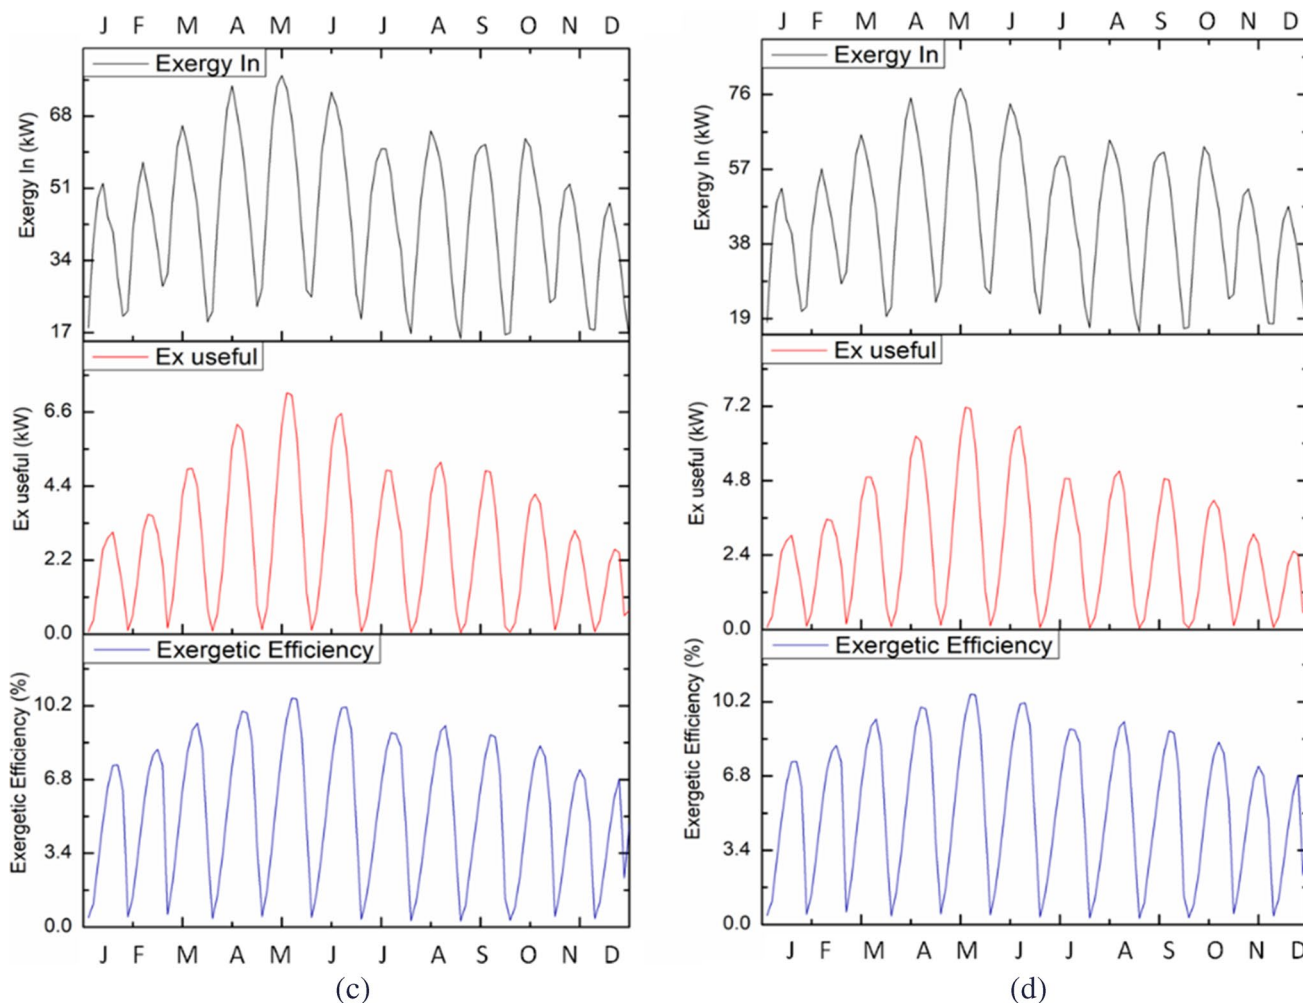 J F M A M J J A S O N D
Exergy In
Exergy In (kW)
68
51
34
17
Ex useful
Ex useful (kW)
6.6
4.4
2.2
0.0
Exergetic Efficiency
Exergetic Efficiency (%)
10.2
6.8
3.4
0.0
J F M A M J J A S O N D
(c)
J F M A M J J A S O N D
Exergy In
Exergy In (kW)
76
57
38
19
Ex useful
Ex useful (kW)
7.2
4.8
2.4
0.0
Exergetic Efficiency
Exergetic Efficiency (%)
10.2
6.8
3.4
0.0
J F M A M J J A S O N D
(d)